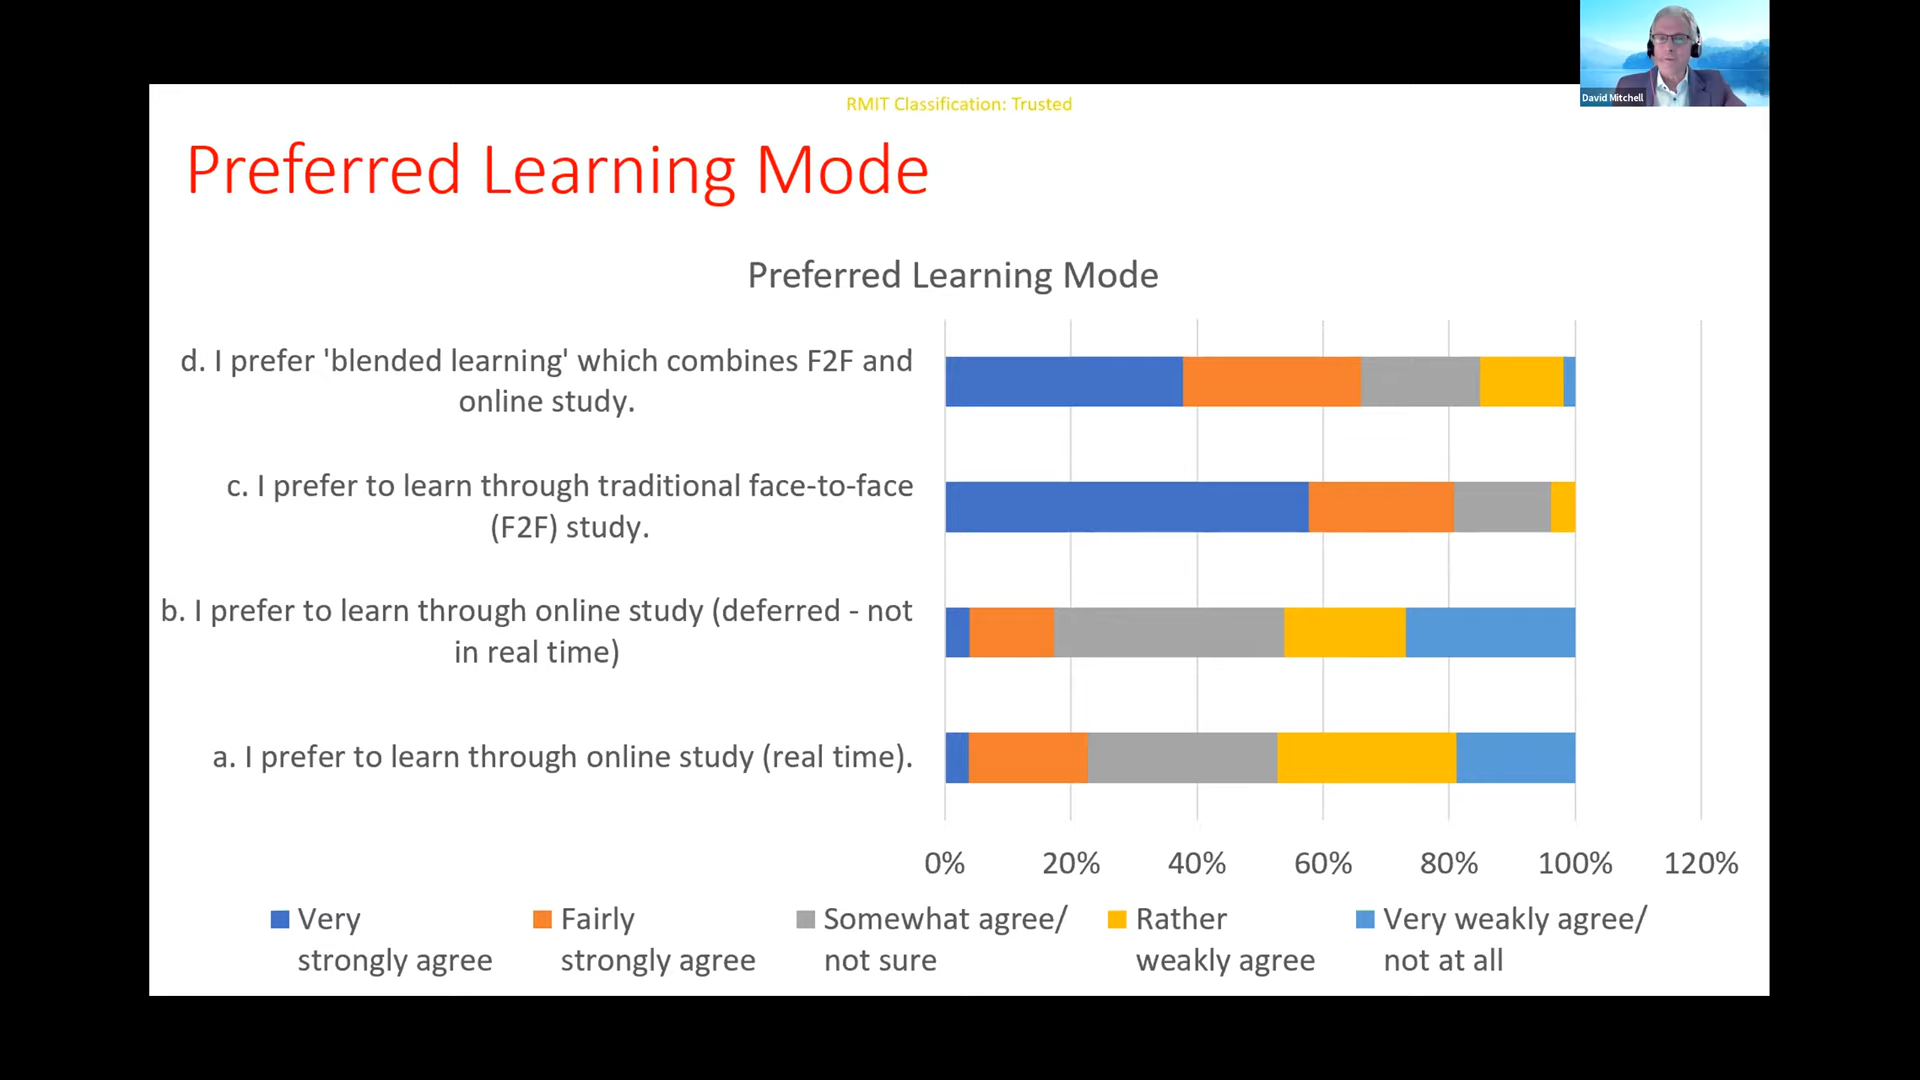 David Mitchell
RMIT Classification: Trusted
Preferred Learning Mode
Preferred Learning Mode
d. I prefer 'blended learning' which combines F2F and
online study.
c. I prefer to learn through traditional face-to-face
(F2F) study.
b. I prefer to learn through online study (deferred - not
in real time)
a. I prefer to learn through online study (real time).
0% 20% 40% 60% 80% 100% 120%
Very
strongly agree
Fairly
strongly agree
Somewhat agree/
not sure
Rather
weakly agree
Very weakly agree/
not at all